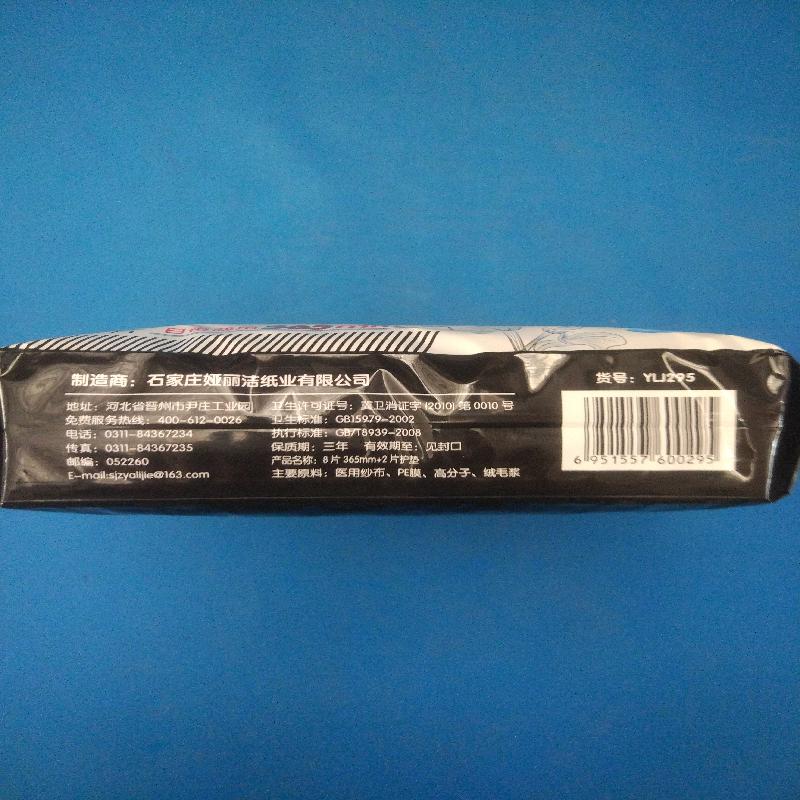 制造商：石家庄娅丽洁纸业有限公司
地址：河北省晋州市尹庄工业园
免费服务热线：400-612-0026
电话：0311-84367234
传真：0311-84367235
邮编：052260
E-mail:sjzyalijie@163.com
卫生许可证号：冀卫消证字(2010)第0010号
卫生标准：GB15979-2002
执行标准：GB/T8939-2008
保质期：三年 有效期至：见封口
产品名称：8片365mm+2片护垫
主要原料：医用纱布、PE膜、高分子、绒毛浆
货号：YLJ295
6 951557 600295